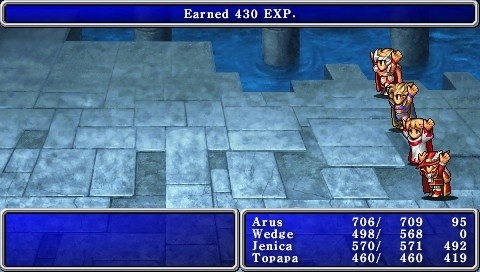 Earned 430 EXP.
Arus 706/ 709 95
Wedge 498/ 568 0
Jenica 570/ 571 492
Topapa 460/ 460 419